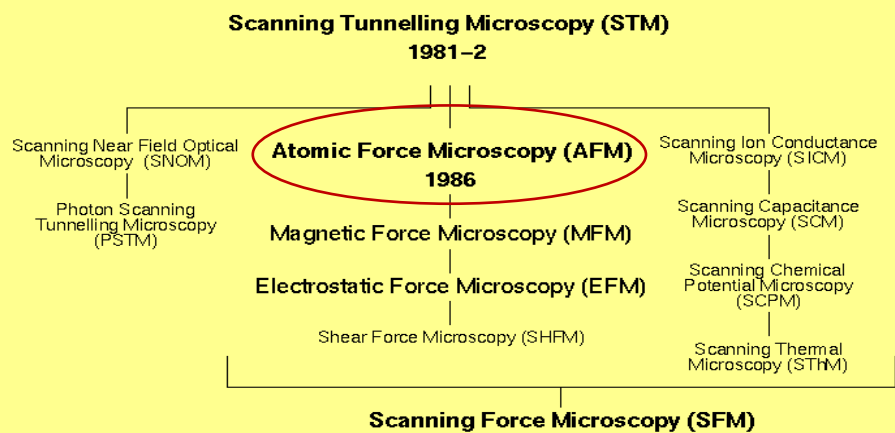 Scanning Tunnelling Microscopy (STM)
1981-2
Scanning Near Field Optical
Microscopy (SNOM)
Photon Scanning
Tunnelling Microscopy
(PSTM)
Atomic Force Microscopy (AFM)
1986
Magnetic Force Microscopy (MFM)
Electrostatic Force Microscopy (EFM)
Shear Force Microscopy (SHFM)
Scanning Ion Conductance
Microscopy (SICM)
Scanning Capacitance
Microscopy (SCM)
Scanning Chemical
Potential Microscopy
(SCPM)
Scanning Thermal
Microscopy (SThM)
Scanning Force Microscopy (SFM)